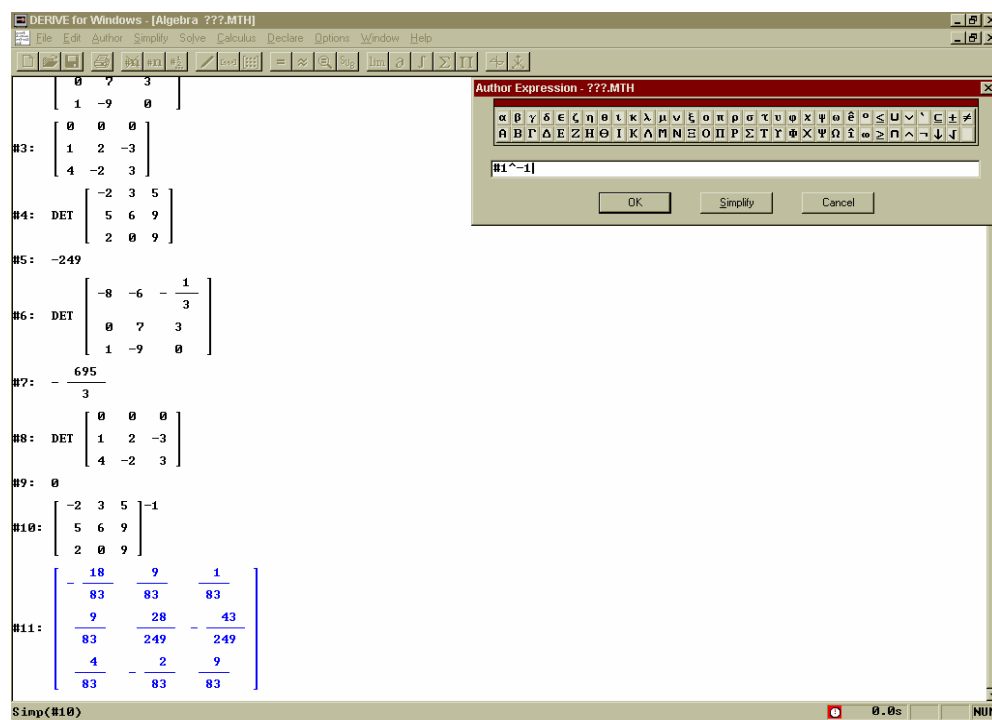 DERIVE for Windows - [Algebra ???.MTH]
File Edit Author Simplify Solve Calculus Declare Options Window Help
0 7 3
1 -9 0
#3:
0 0 0
1 2 -3
4 -2 3
#4: DET
-2 3 5
5 6 9
2 0 9
#5: -249
#6: DET
-8 -6 - 1/3
0 7 3
1 -9 0
#7: - 695/3
#8: DET
0 0 0
1 2 -3
4 -2 3
#9: 0
#10:
-2 3 5 -1
5 6 9
2 0 9
#11:
- 18/83 9/83 1/83
9/83 28/249 - 43/249
4/83 - 2/83 9/83
Author Expression - ???.MTH
α β γ δ ε ζ η θ ι κ λ μ ν ξ ο π ρ σ τ υ φ χ ψ ω ê ° ≤ ∪ ∨ ` ⊆ ± ≠
Α Β Γ Δ Ε Ζ Η Θ Ι Κ Λ Μ Ν Ξ Ο Π Ρ Σ Τ Υ Φ Χ Ψ Ω î ∞ ≥ ∩ ∧ ¬ ↓ √
#1^-1
OK Simplify Cancel
Simp(#10) 0.0s NUM